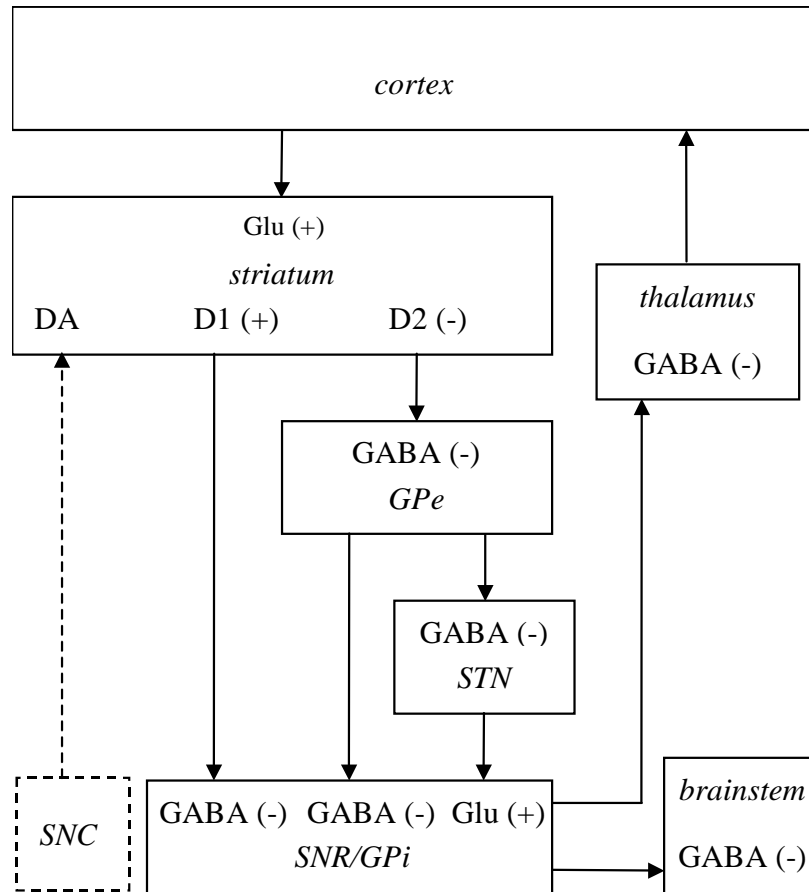 cortex
Glu (+)
striatum
DA D1 (+) D2 (-)
thalamus
GABA (-)
GABA (-)
GPe
GABA (-)
STN
SNC
GABA (-) GABA (-) Glu (+)
SNR/GPi
brainstem
GABA (-)